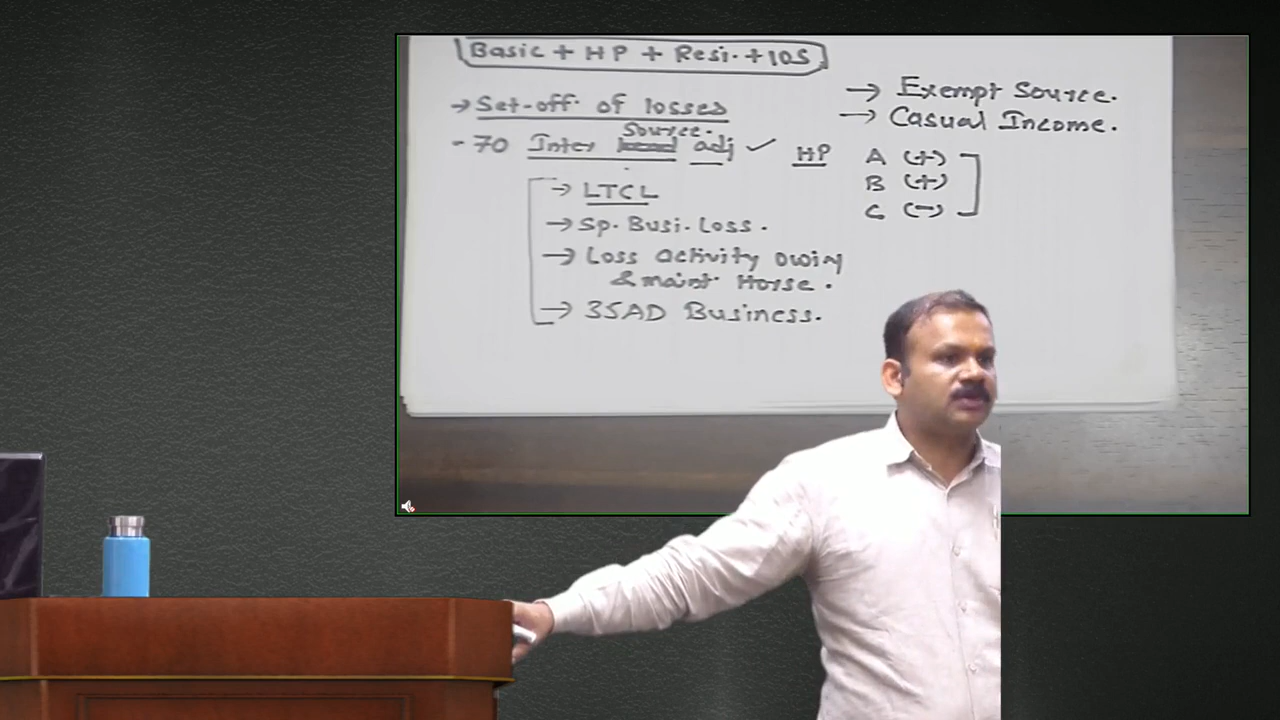 Basic + HP + Resi. + IOS
→ Set-off of losses
Source.
- 70 Inter head adj ✓
→ LTCL
→ Sp. Busi. Loss.
→ Loss activity owing
& maint Horse.
→ 35AD Business.
→ Exempt Source.
→ Casual Income.
HP A (+)
B (+)
C (-)